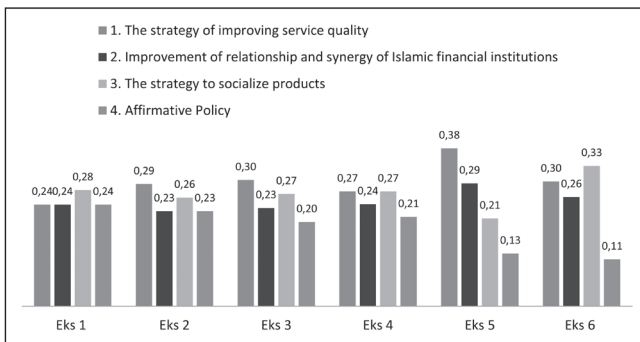 1. The strategy of improving service quality
2. Improvement of relationship and synergy of Islamic financial institutions
3. The strategy to socialize products
4. Affirmative Policy
0,24 0,24 0,28 0,24
0,29 0,23 0,26 0,23
0,30 0,23 0,27 0,20
0,27 0,24 0,27 0,21
0,38 0,29 0,21 0,13
0,30 0,26 0,33 0,11
Eks 1 Eks 2 Eks 3 Eks 4 Eks 5 Eks 6